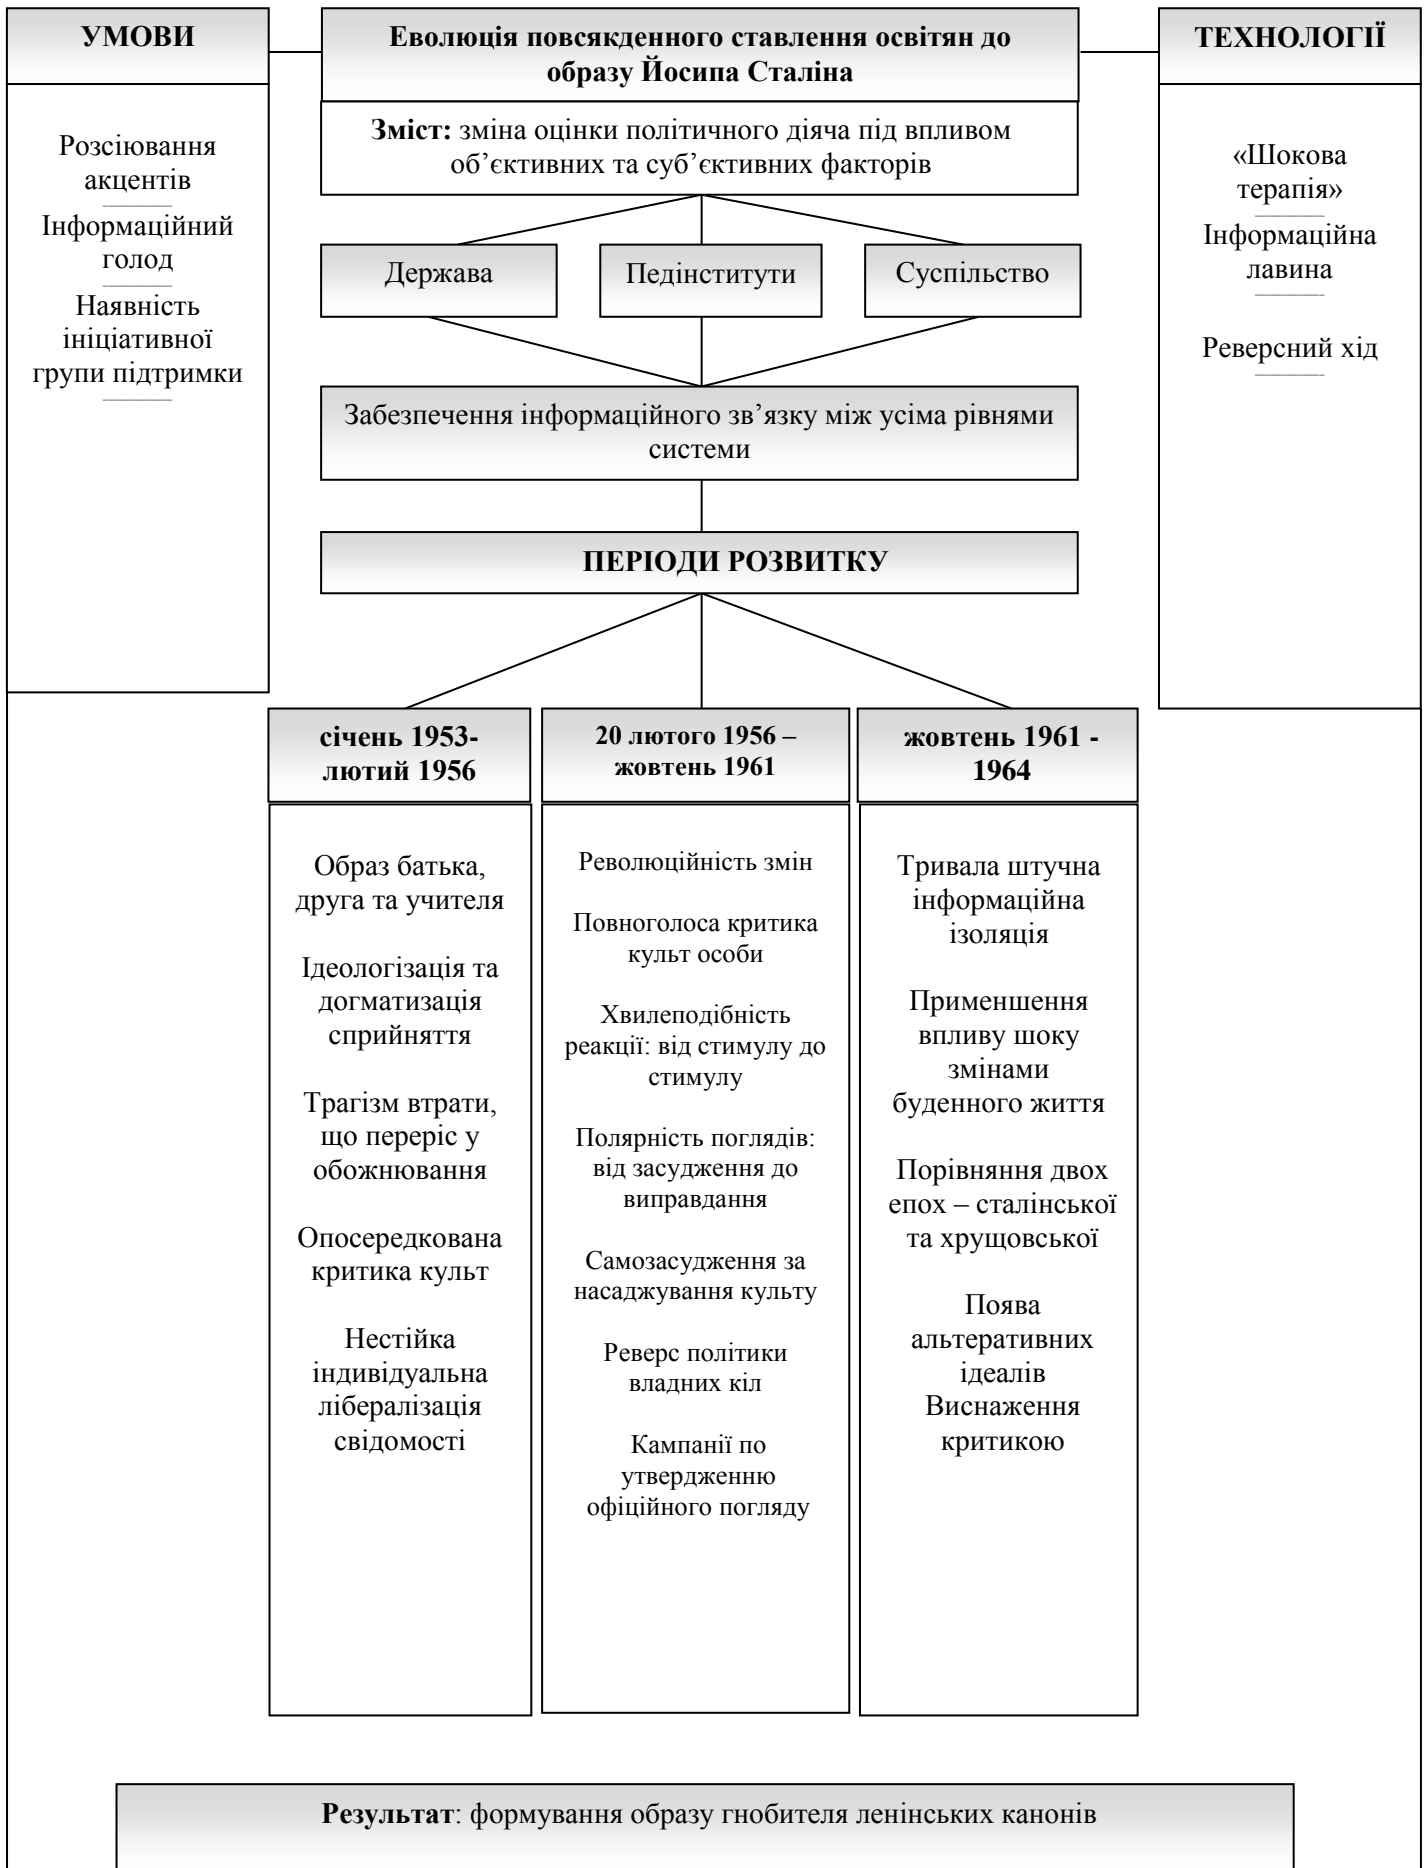 УМОВИ
Розсіювання
акцентів
Інформаційний
голод
Наявність
ініціативної
групи підтримки
Еволюція повсякденного ставлення освітян до
образу Йосипа Сталіна
Зміст: зміна оцінки політичного діяча під впливом
об’єктивних та суб’єктивних факторів
Держава
Педінститути
Суспільство
Забезпечення інформаційного зв’язку між усіма рівнями
системи
ПЕРІОДИ РОЗВИТКУ
ТЕХНОЛОГІЇ
«Шокова
терапія»
Інформаційна
лавина
Реверсний хід
січень 1953-
лютий 1956
Образ батька,
друга та учителя
Ідеологізація та
догматизація
сприйняття
Трагізм втрати,
що переріс у
обожнювання
Опосередкована
критика культ
Нестійка
індивідуальна
лібералізація
свідомості
20 лютого 1956 –
жовтень 1961
Революційність змін
Повноголоса критика
культ особи
Хвилеподібність
реакції: від стимулу до
стимулу
Полярність поглядів:
від засудження до
виправдання
Самозасудження за
насаджування культу
Реверс політики
владних кіл
Кампанії по
утвердженню
офіційного погляду
жовтень 1961 -
1964
Тривала штучна
інформаційна
ізоляція
Применшення
впливу шоку
змінами
буденного життя
Порівняння двох
епох – сталінської
та хрущовської
Поява
альтеративних
ідеалів
Виснаження
критикою
Результат: формування образу гнобителя ленінських канонів